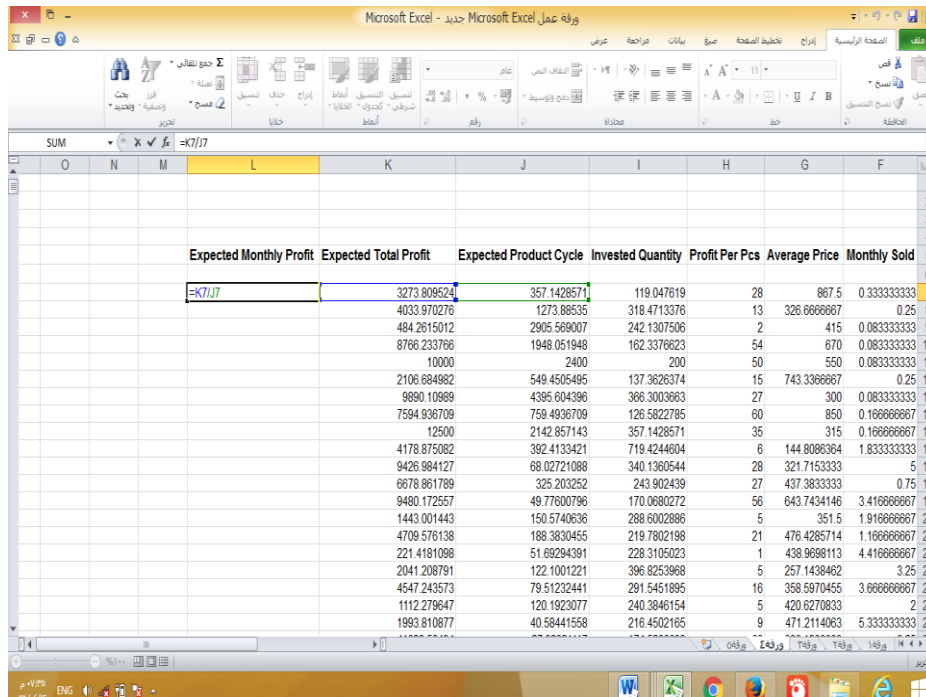 ورقة عمل Microsoft Excel جديد - Microsoft Excel
ملف الصفحة الرئيسية إدراج تخطيط الصفحة صيغ بيانات مراجعة عرض
قص
نسخ
نسخ التنسيق
الحافظة
11
B I U
خط
التفاف النص
دمج وتوسيط
محاذاة
عام
%
رقم
تنسيق شرطي
التنسيق كجدول
أنماط الخلايا
أنماط
إدراج
حذف
تنسيق
خلايا
Σ جمع تلقائي
تعبئة
مسح
فرز وتصفية
بحث وتحديد
تحرير
SUM fx =K7/J7
O N M L K J I H G F
Expected Monthly Profit Expected Total Profit Expected Product Cycle Invested Quantity Profit Per Pcs Average Price Monthly Sold
=K7/J7 3273.809524 357.1428571 119.047619 28 867.5 0.333333333
4033.970276 1273.88535 318.4713376 13 326.6666667 0.25
484.2615012 2905.569007 242.1307506 2 415 0.083333333
8766.233766 1948.051948 162.3376623 54 670 0.083333333
10000 2400 200 50 550 0.083333333
2106.684982 549.4505495 137.3626374 15 743.3366667 0.25
9890.10989 4395.604396 366.3003663 27 300 0.083333333
7594.936709 759.4936709 126.5822785 60 850 0.166666667
12500 2142.857143 357.1428571 35 315 0.166666667
4178.875082 392.4133421 719.4244604 6 144.8086364 1.833333333
9426.984127 68.02721088 340.1360544 28 321.7153333 5
6678.861789 325.203252 243.902439 27 437.3833333 0.75
9480.172557 49.77600796 170.0680272 56 643.7434146 3.416666667
1443.001443 150.5740636 288.6002886 5 351.5 1.916666667
4709.576138 188.3830455 219.7802198 21 476.4285714 1.166666667
221.4181098 51.69294391 228.3105023 1 438.9698113 4.416666667
2041.208791 122.1001221 396.8253968 5 257.1438462 3.25
4547.243573 79.51232441 291.5451895 16 358.5970455 3.666666667
1112.279647 120.1923077 240.3846154 5 420.6270833 2
1993.810877 40.58441558 216.4502165 9 471.2114063 5.333333333
ورقة١ ورقة٢ ورقة٣ ورقة٤ ورقة٥
%١٠٠
ENG